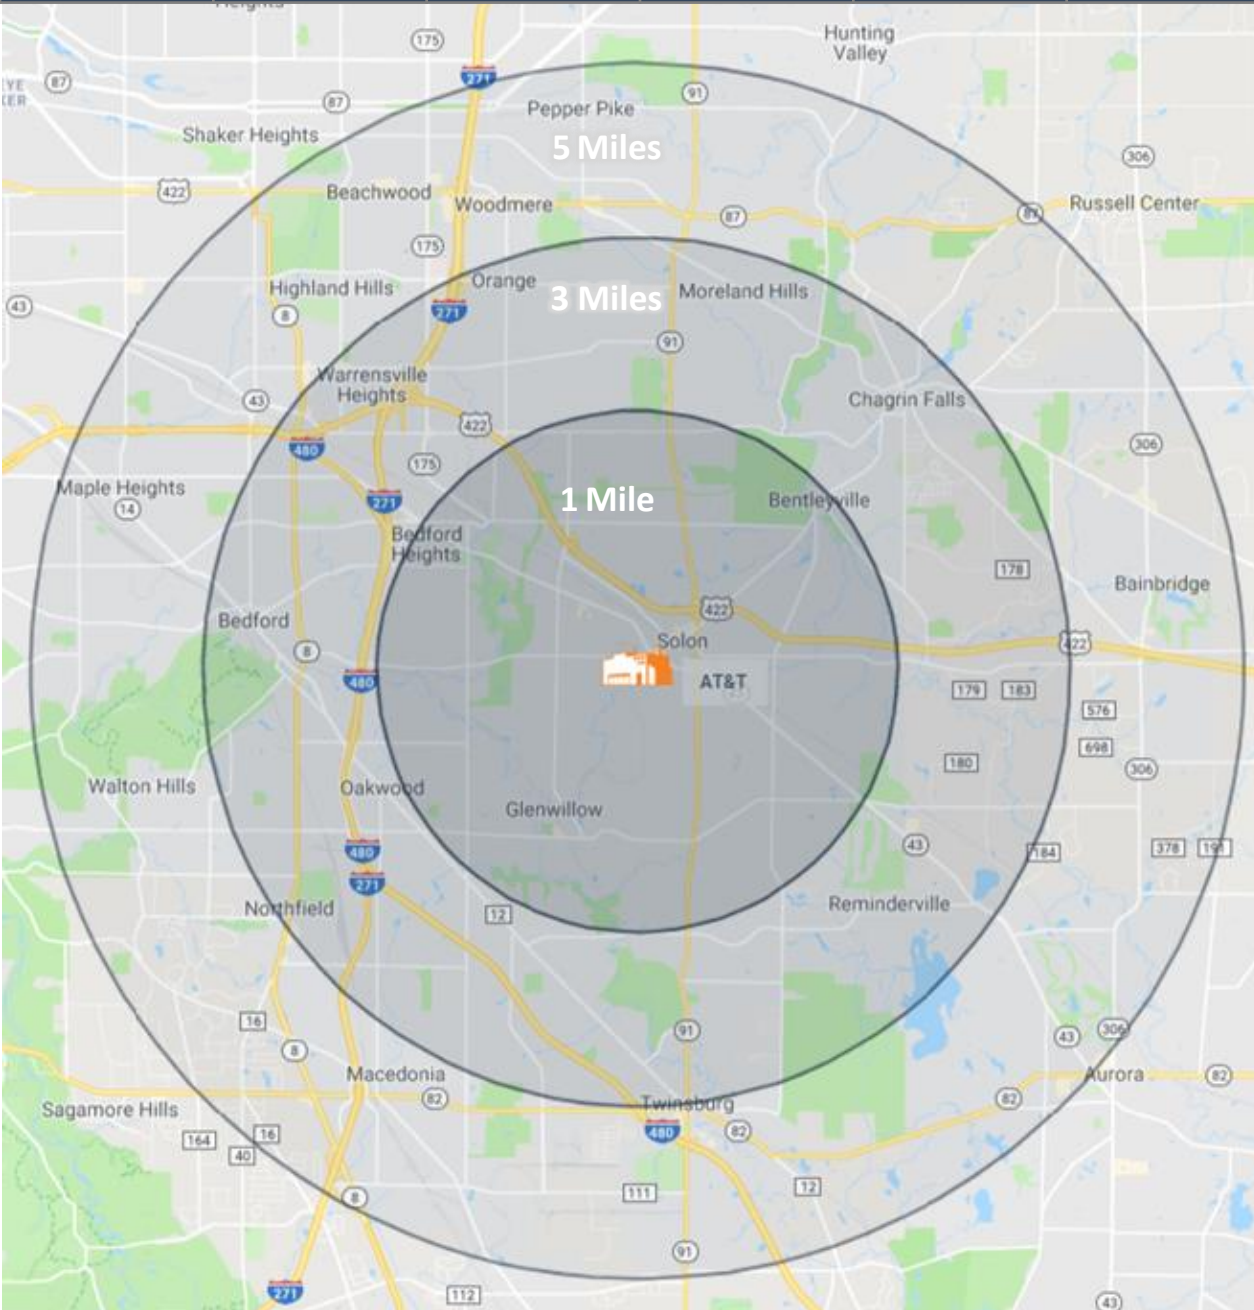 Heights
175
Hunting
Valley
271
87
87
91
Pepper Pike
Shaker Heights
5 Miles
306
422
Beachwood
Woodmere
87
87
Russell Center
175
Orange
Highland Hills
3 Miles
Moreland Hills
43
8
271
91
Warrensville
Heights
43
422
Chagrin Falls
480
175
306
Maple Heights
14
271
1 Mile
Bentleyville
Bedford
Heights
178
Bainbridge
422
Bedford
8
Solon
422
480
AT&T
179
183
576
698
180
306
Walton Hills
Oakwood
Glenwillow
480
43
184
378
191
271
Northfield
12
Reminderville
16
8
91
43
306
Macedonia
Aurora
82
82
82
Sagamore Hills
Twinsburg
480
82
164
16
40
8
111
12
91
271
112
43